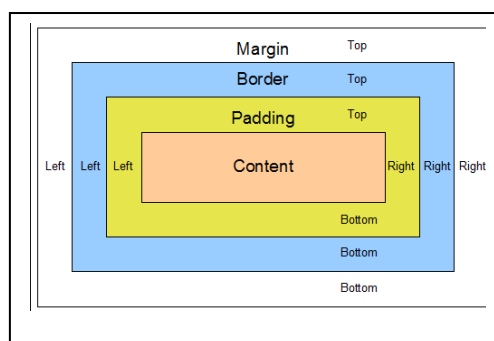 Margin Top
Border Top
Padding Top
Left Left Left Content Right Right Right
Bottom
Bottom
Bottom